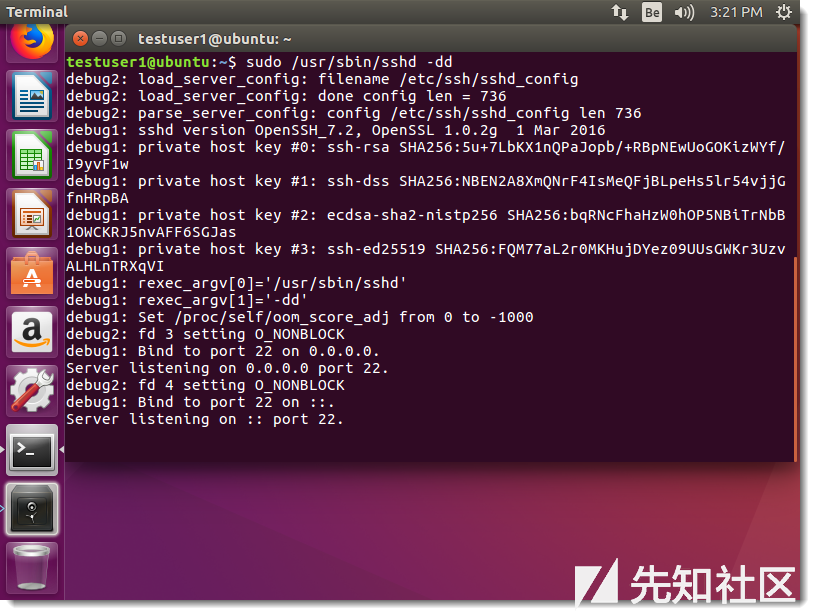 Terminal
Be
3:21 PM
testuser1@ubuntu: ~
testuser1@ubuntu:~$ sudo /usr/sbin/sshd -dd
debug2: load_server_config: filename /etc/ssh/sshd_config
debug2: load_server_config: done config len = 736
debug2: parse_server_config: config /etc/ssh/sshd_config len 736
debug1: sshd version OpenSSH_7.2, OpenSSL 1.0.2g  1 Mar 2016
debug1: private host key #0: ssh-rsa SHA256:5u+7LbKX1nQPaJopb/+RBpNEwUoGOKizWYf/
I9yvF1w
debug1: private host key #1: ssh-dss SHA256:NBEN2A8XmQNrF4IsMeQFjBLpeHs5lr54vjjG
fnHRpBA
debug1: private host key #2: ecdsa-sha2-nistp256 SHA256:bqRNcFhaHzW0hOP5NBiTrNbB
1OWCKRJ5nvAFF6SGJas
debug1: private host key #3: ssh-ed25519 SHA256:FQM77aL2r0MKHujDYez09UUsGWKr3Uzv
ALHLnTRXqVI
debug1: rexec_argv[0]='/usr/sbin/sshd'
debug1: rexec_argv[1]='-dd'
debug1: Set /proc/self/oom_score_adj from 0 to -1000
debug2: fd 3 setting O_NONBLOCK
debug1: Bind to port 22 on 0.0.0.0.
Server listening on 0.0.0.0 port 22.
debug2: fd 4 setting O_NONBLOCK
debug1: Bind to port 22 on ::.
Server listening on :: port 22.
先知社区